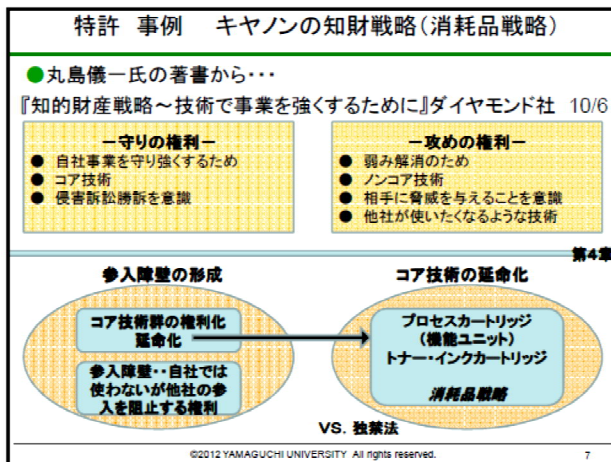 特許 事例 キヤノンの知財戦略(消耗品戦略)
●丸島儀一氏の著書から・・・
『知的財産戦略~技術で事業を強くするために』ダイヤモンド社 10/6
-守りの権利-
● 自社事業を守り強くするため
● コア技術
● 侵害訴訟勝訴を意識
-攻めの権利-
● 弱み解消のため
● ノンコア技術
● 相手に脅威を与えることを意識
● 他社が使いたくなるような技術
第4章
参入障壁の形成
コア技術群の権利化
延命化
参入障壁・・自社では
使わないが他社の参
入を阻止する権利
コア技術の延命化
プロセスカートリッジ
(機能ユニット)
トナー・インクカートリッジ
消耗品戦略
VS. 独禁法
©2012 YAMAGUCHI UNIVERSITY All rights reserved.
7